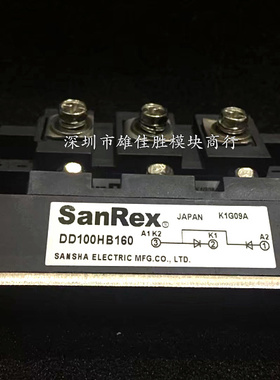 深圳市雄佳胜模块商行
SanRex®
JAPAN K1G09A
DD100HB160
A1K2 K1 A2
3 2 1
SANSHA ELECTRIC MFG.CO., LTD.